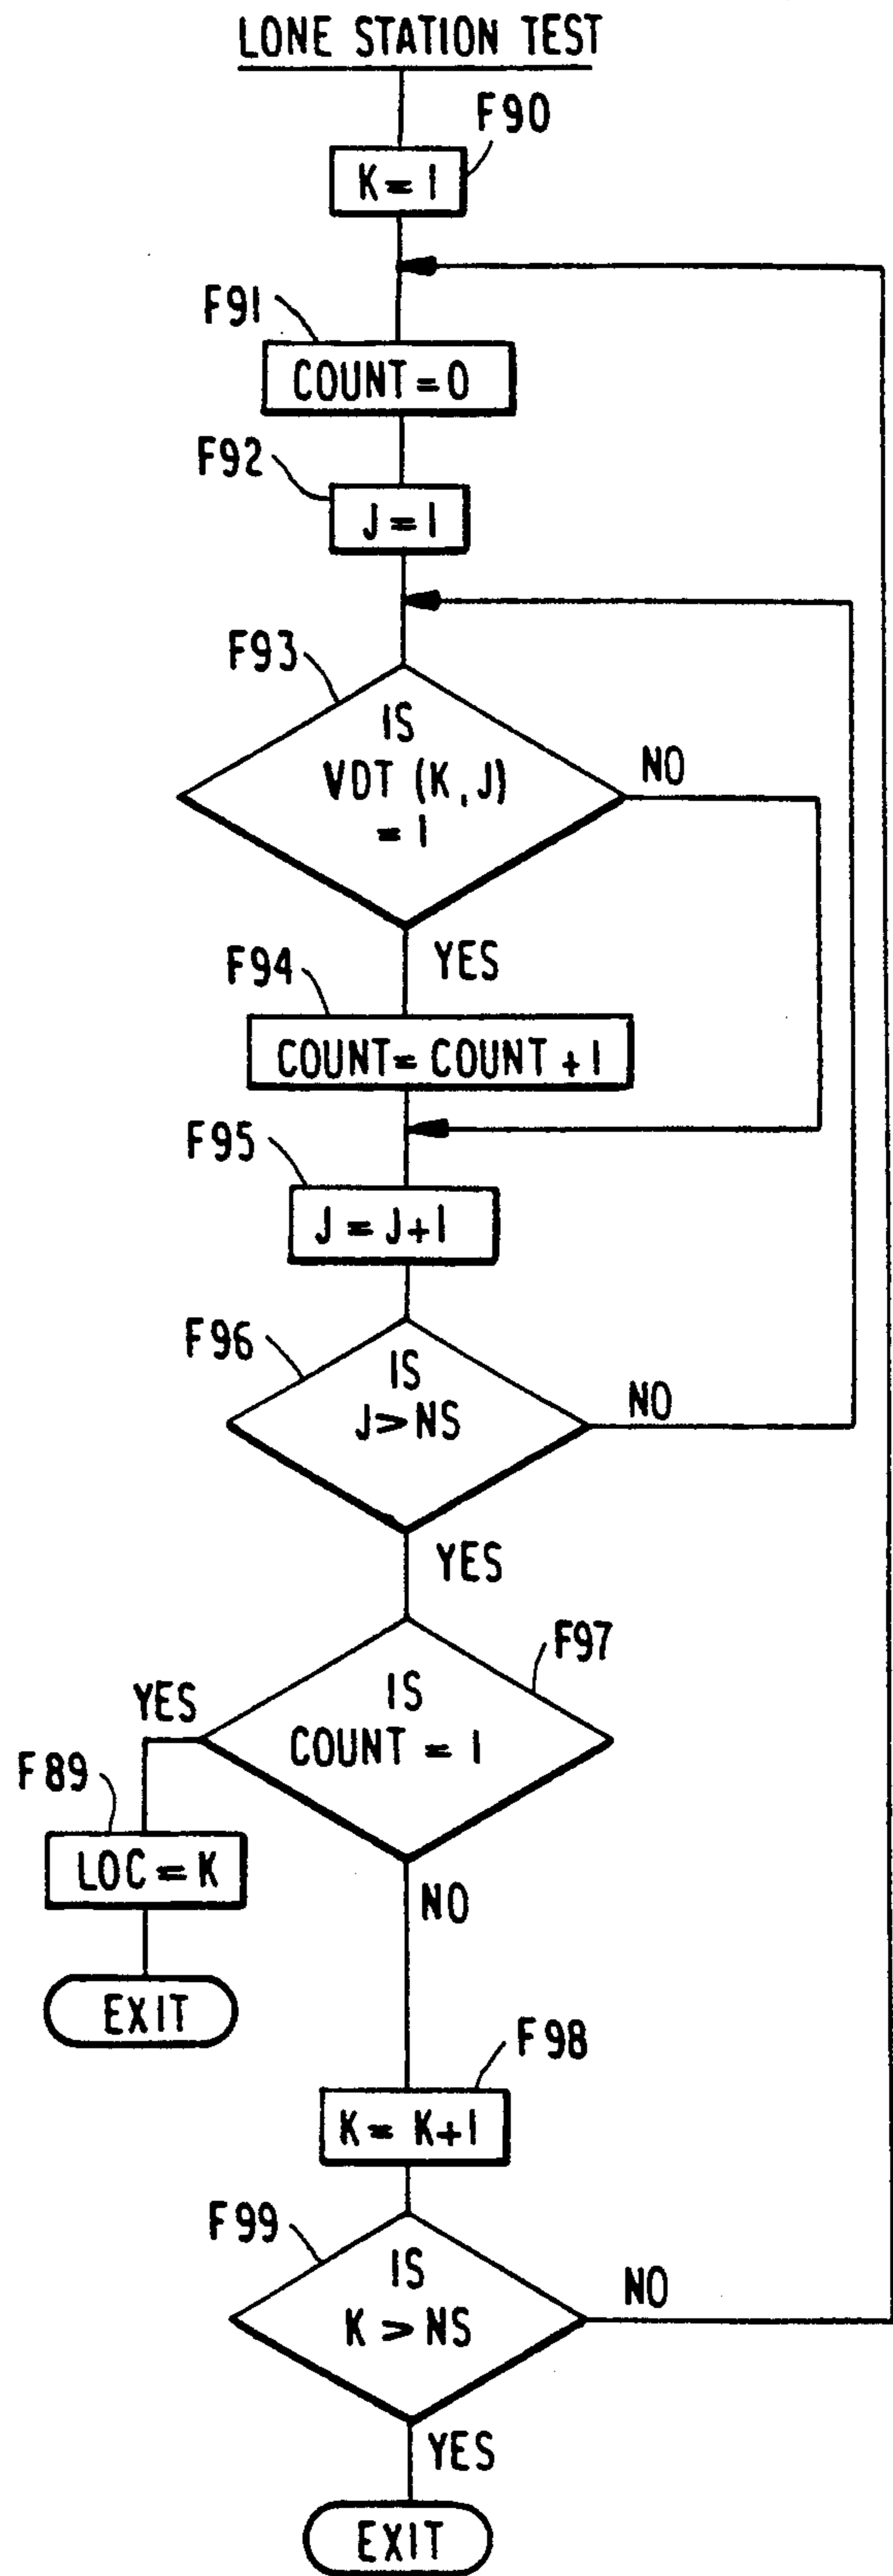 LONE STATION TEST
F90
K = 1
F91
COUNT = 0
F92
J = 1
F93
IS
VDT (K, J)
= 1
NO
YES
F94
COUNT = COUNT + 1
F95
J = J+1
F96
IS
J > NS
NO
YES
F97
IS
COUNT = 1
YES
F89
LOC = K
NO
EXIT
F98
K = K+1
F99
IS
K > NS
NO
YES
EXIT